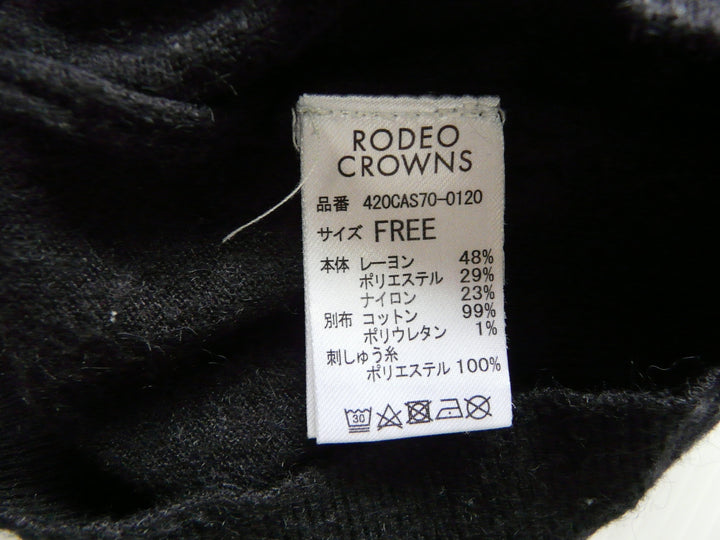 RODEO
CROWNS
品番 420CAS70-0120
サイズ FREE
本体 レーヨン 48%
ポリエステル 29%
ナイロン 23%
別布 コットン 99%
ポリウレタン 1%
刺しゅう糸
ポリエステル 100%
30